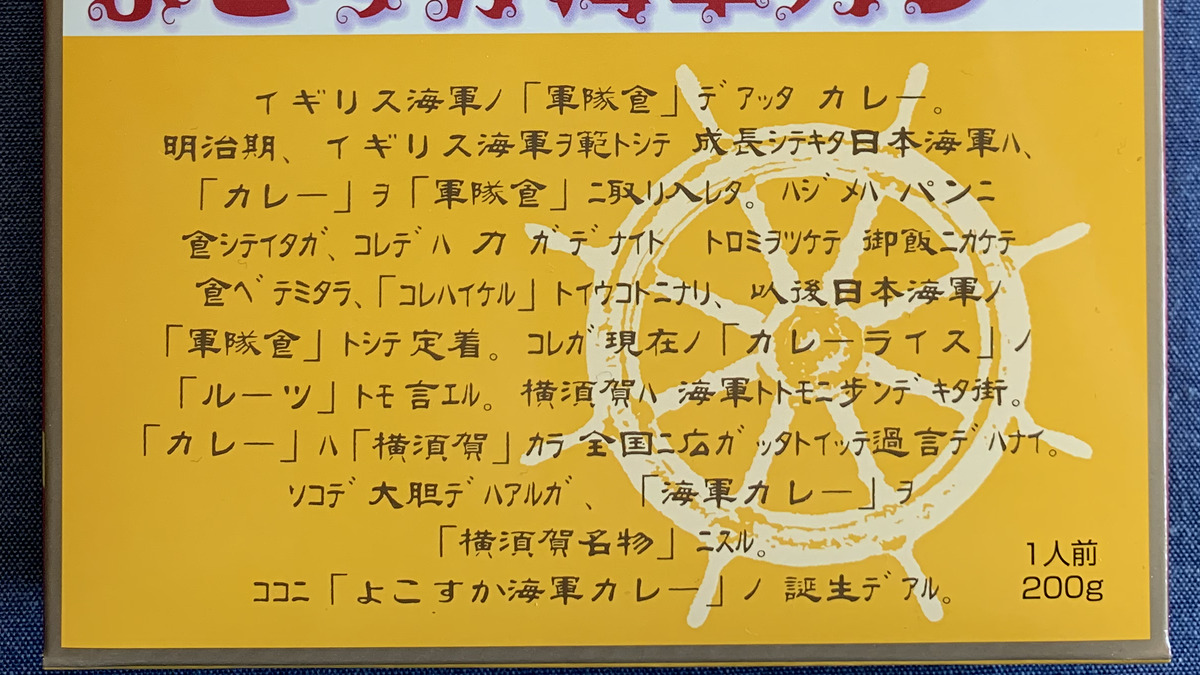 よこすか海軍カレー
イギリス海軍ノ「軍隊食」デアッタ カレー。
明治期、イギリス海軍ヲ範トシテ 成長シテキタ日本海軍ハ、
「カレー」ヲ「軍隊食」ニ取リ入レタ。ハジメハ パンニ
食シテイタガ、コレデハ 力 ガデナイト トロミヲツケテ 御飯ニカケテ
食ベテミタラ、「コレハイケル」トイウコトニナリ、以後日本海軍ノ
「軍隊食」トシテ定着。コレガ現在ノ「カレーライス」ノ
「ルーツ」トモ言エル。横須賀ハ 海軍トトモニ歩ンデキタ街。
「カレー」ハ「横須賀」カラ全国ニ広ガッタトイッテ過言デハナイ。
ソコデ大胆デハアルガ、「海軍カレー」ヲ
「横須賀名物」ニスル。
ココニ「よこすか海軍カレー」ノ 誕生デアル。
1人前
200g